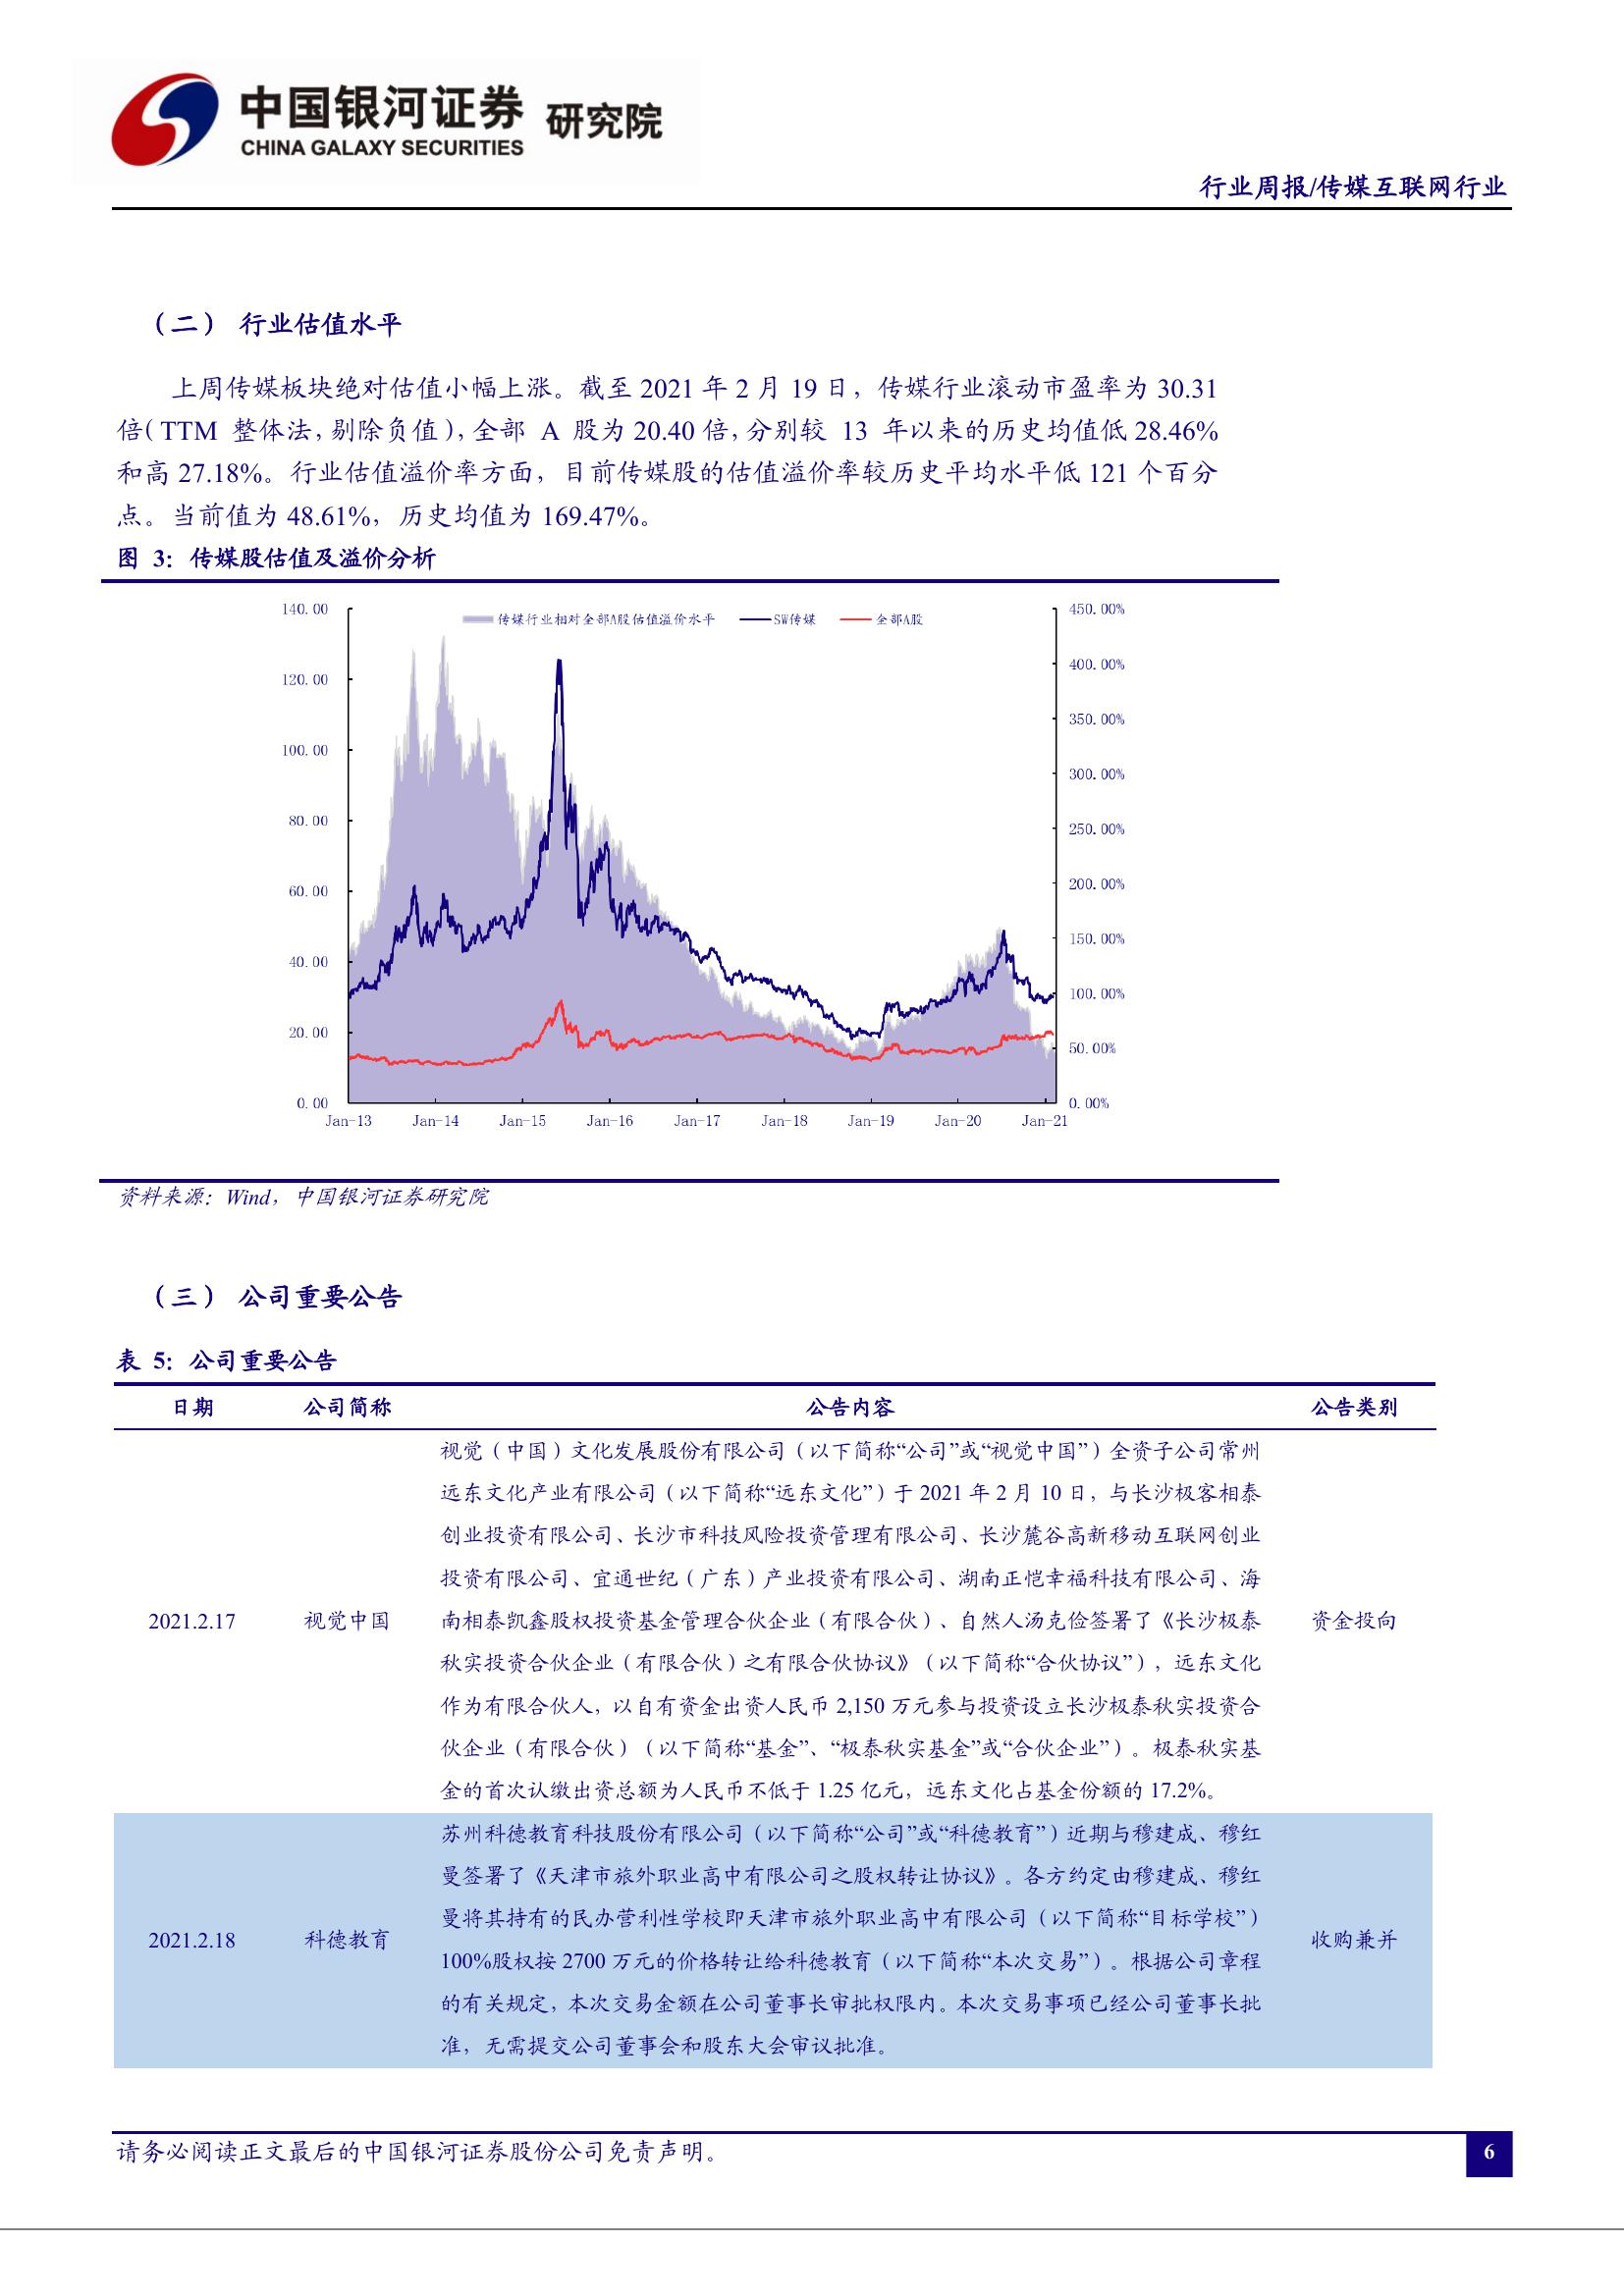 中国银河证券 研究院
CHINA GALAXY SECURITIES
行业周报/传媒互联网行业
（二） 行业估值水平
上周传媒板块绝对估值小幅上涨。截至 2021 年 2 月 19 日，传媒行业滚动市盈率为 30.31
倍（TTM 整体法，剔除负值），全部 A 股为 20.40 倍，分别较 13 年以来的历史均值低 28.46%
和高 27.18%。行业估值溢价率方面，目前传媒股的估值溢价率较历史平均水平低 121 个百分
点。当前值为 48.61%，历史均值为 169.47%。
图 3：传媒股估值及溢价分析
传媒行业相对全部A股估值溢价水平 SW传媒 全部A股
140.00 450.00%
400.00%
120.00
350.00%
100.00
300.00%
80.00 250.00%
60.00 200.00%
150.00%
40.00
100.00%
20.00
50.00%
0.00 0.00%
Jan-13 Jan-14 Jan-15 Jan-16 Jan-17 Jan-18 Jan-19 Jan-20 Jan-21
资料来源：Wind，中国银河证券研究院
（三） 公司重要公告
表 5：公司重要公告
日期 公司简称 公告内容 公告类别
视觉（中国）文化发展股份有限公司（以下简称“公司”或“视觉中国”）全资子公司常州
远东文化产业有限公司（以下简称“远东文化”）于 2021 年 2 月 10 日，与长沙极客相泰
创业投资有限公司、长沙市科技风险投资管理有限公司、长沙麓谷高新移动互联网创业
投资有限公司、宜通世纪（广东）产业投资有限公司、湖南正恺幸福科技有限公司、海
2021.2.17 视觉中国 南相泰凯鑫股权投资基金管理合伙企业（有限合伙）、自然人汤克俭签署了《长沙极泰 资金投向
秋实投资合伙企业（有限合伙）之有限合伙协议》（以下简称“合伙协议”），远东文化
作为有限合伙人，以自有资金出资人民币 2,150 万元参与投资设立长沙极泰秋实投资合
伙企业（有限合伙）（以下简称“基金”、“极泰秋实基金”或“合伙企业”）。极泰秋实基
金的首次认缴出资总额为人民币不低于 1.25 亿元，远东文化占基金份额的 17.2%。
苏州科德教育科技股份有限公司（以下简称“公司”或“科德教育”）近期与穆建成、穆红
曼签署了《天津市旅外职业高中有限公司之股权转让协议》。各方约定由穆建成、穆红
曼将其持有的民办营利性学校即天津市旅外职业高中有限公司（以下简称“目标学校”）
2021.2.18 科德教育 100%股权按 2700 万元的价格转让给科德教育（以下简称“本次交易”）。根据公司章程 收购兼并
的有关规定，本次交易金额在公司董事长审批权限内。本次交易事项已经公司董事长批
准，无需提交公司董事会和股东大会审议批准。
请务必阅读正文最后的中国银河证券股份公司免责声明。 6